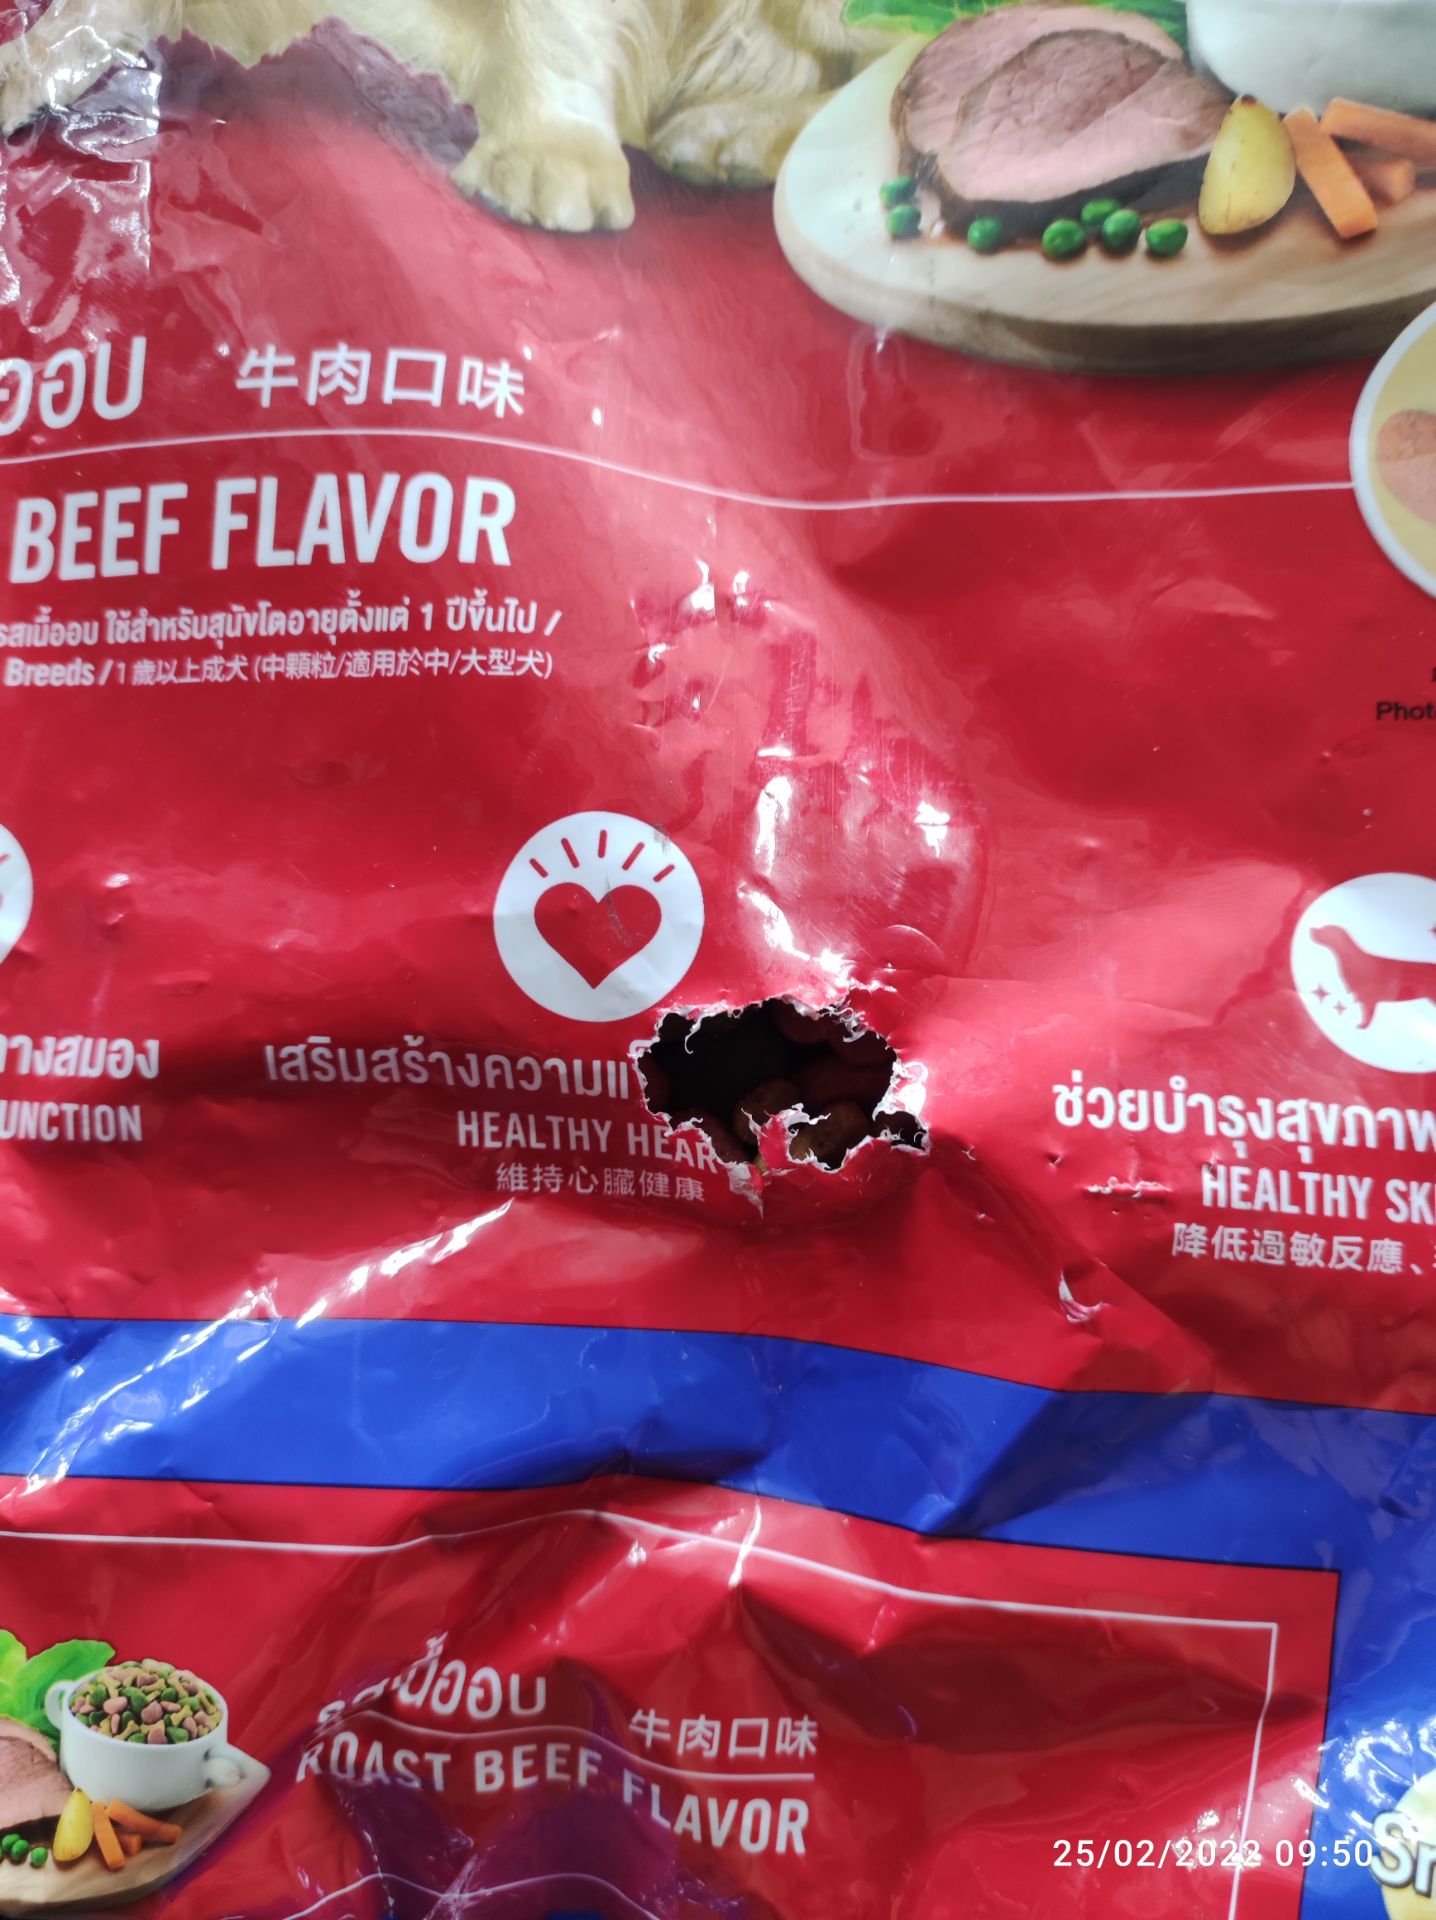 牛肉口味
BEEF FLAVOR
รสเนื้ออบ ใช้สำหรับสุนัขโตอายุตั้งแต่ 1 ปีขึ้นไป /
Breeds / 1 歲以上成犬 (中顆粒/適用於中/大型犬)
ทางสมอง
เสริมสร้างความแ
HEALTHY HEAR
維持心臟健康
ช่วยบำรุงสุขภาพ
HEALTHY SK
降低過敏反應、
รสเนื้ออบ
牛肉口味
ROAST BEEF FLAVOR
25/02/2022 09:50